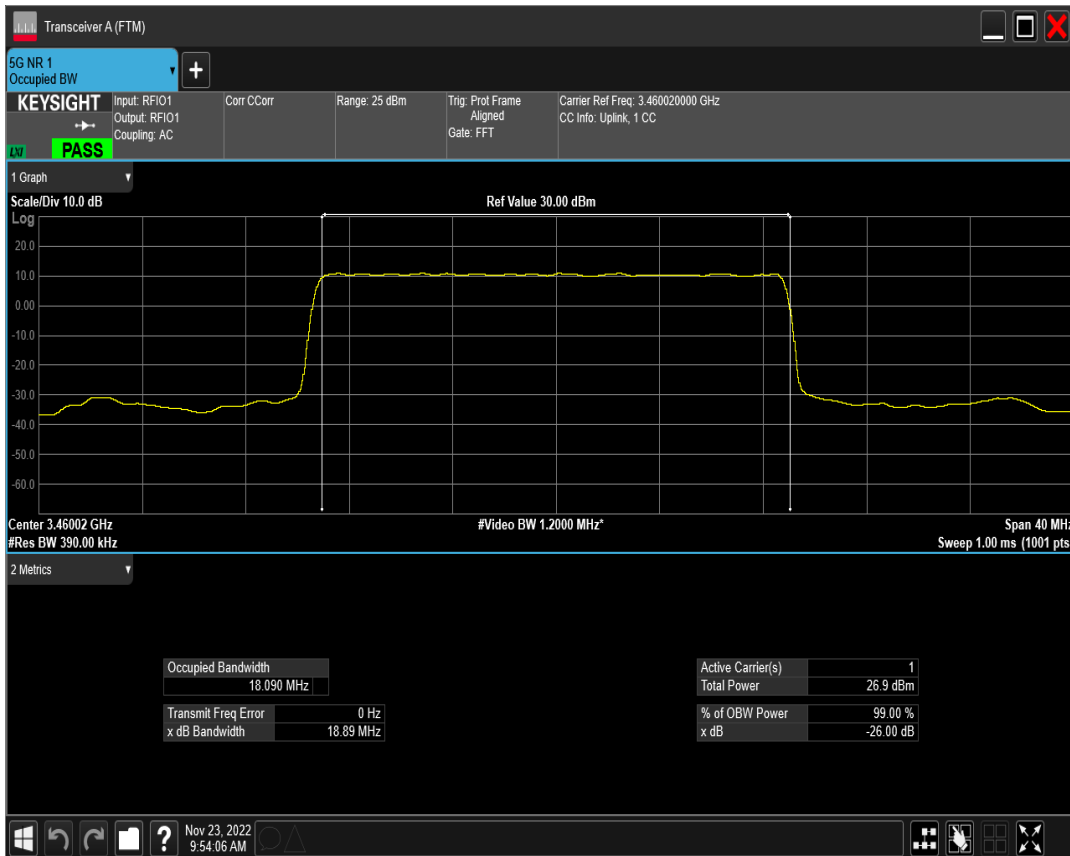 Transceiver A (FTM)
5G NR 1
Occupied BW
+
KEYSIGHT
LXI
PASS
Input: RFIO1
Output: RFIO1
Coupling: AC
Corr CCorr
Range: 25 dBm
Trig: Prot Frame
Aligned
Gate: FFT
Carrier Ref Freq: 3.460020000 GHz
CC Info: Uplink, 1 CC
1 Graph
Scale/Div 10.0 dB
Ref Value 30.00 dBm
Log
20.0
10.0
0.00
-10.0
-20.0
-30.0
-40.0
-50.0
-60.0
Center 3.46002 GHz
#Video BW 1.2000 MHz*
Span 40 MHz
#Res BW 390.00 kHz
Sweep 1.00 ms (1001 pts
2 Metrics
Occupied Bandwidth
18.090 MHz
Transmit Freq Error 0 Hz
x dB Bandwidth 18.89 MHz
Active Carrier(s) 1
Total Power 26.9 dBm
% of OBW Power 99.00 %
x dB -26.00 dB
?
Nov 23, 2022
9:54:06 AM